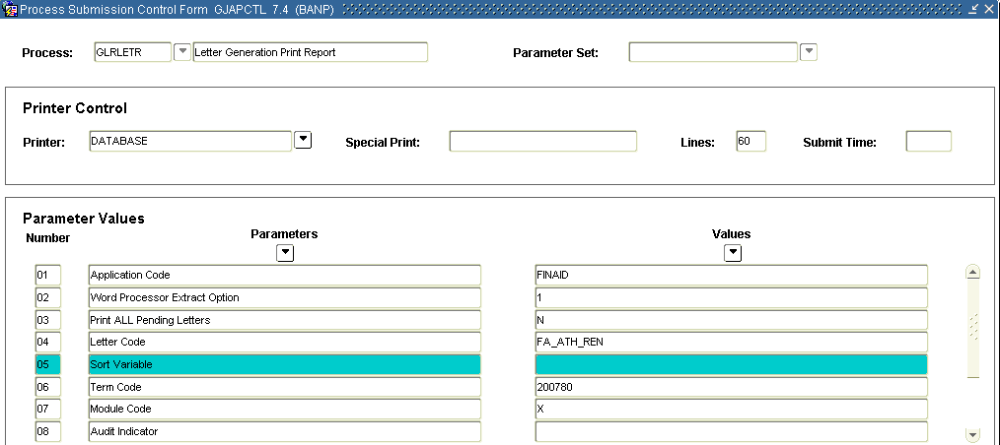 Process Submission Control Form GJAPCTL 7.4 (BANP)
Process: GLRLETR Letter Generation Print Report Parameter Set:
Printer Control
Printer: DATABASE Special Print: Lines: 60 Submit Time:
Parameter Values
Number Parameters Values
01 Application Code FINAID
02 Word Processor Extract Option 1
03 Print ALL Pending Letters N
04 Letter Code FA_ATH_REN
05 Sort Variable
06 Term Code 200780
07 Module Code X
08 Audit Indicator